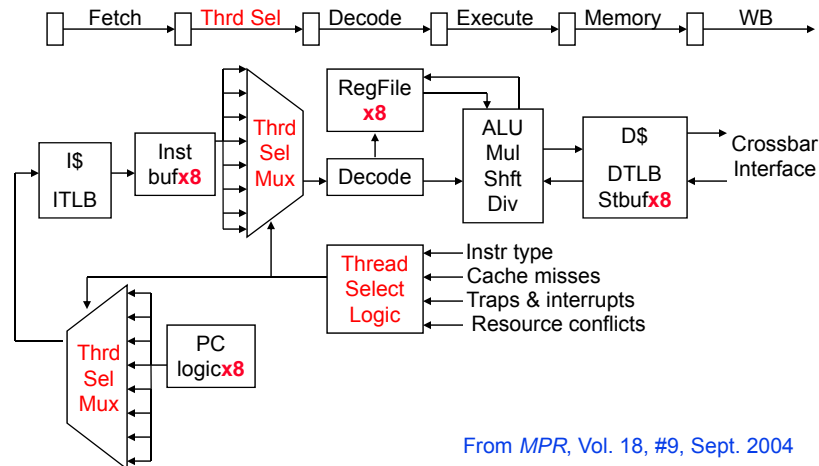 Fetch
Thrd Sel
Decode
Execute
Memory
WB
I$
ITLB
Inst
bufx8
Thrd
Sel
Mux
RegFile
x8
Decode
ALU
Mul
Shft
Div
D$
DTLB
Stbufx8
Crossbar
Interface
Thread
Select
Logic
Instr type
Cache misses
Traps & interrupts
Resource conflicts
Thrd
Sel
Mux
PC
logicx8
From MPR, Vol. 18, #9, Sept. 2004